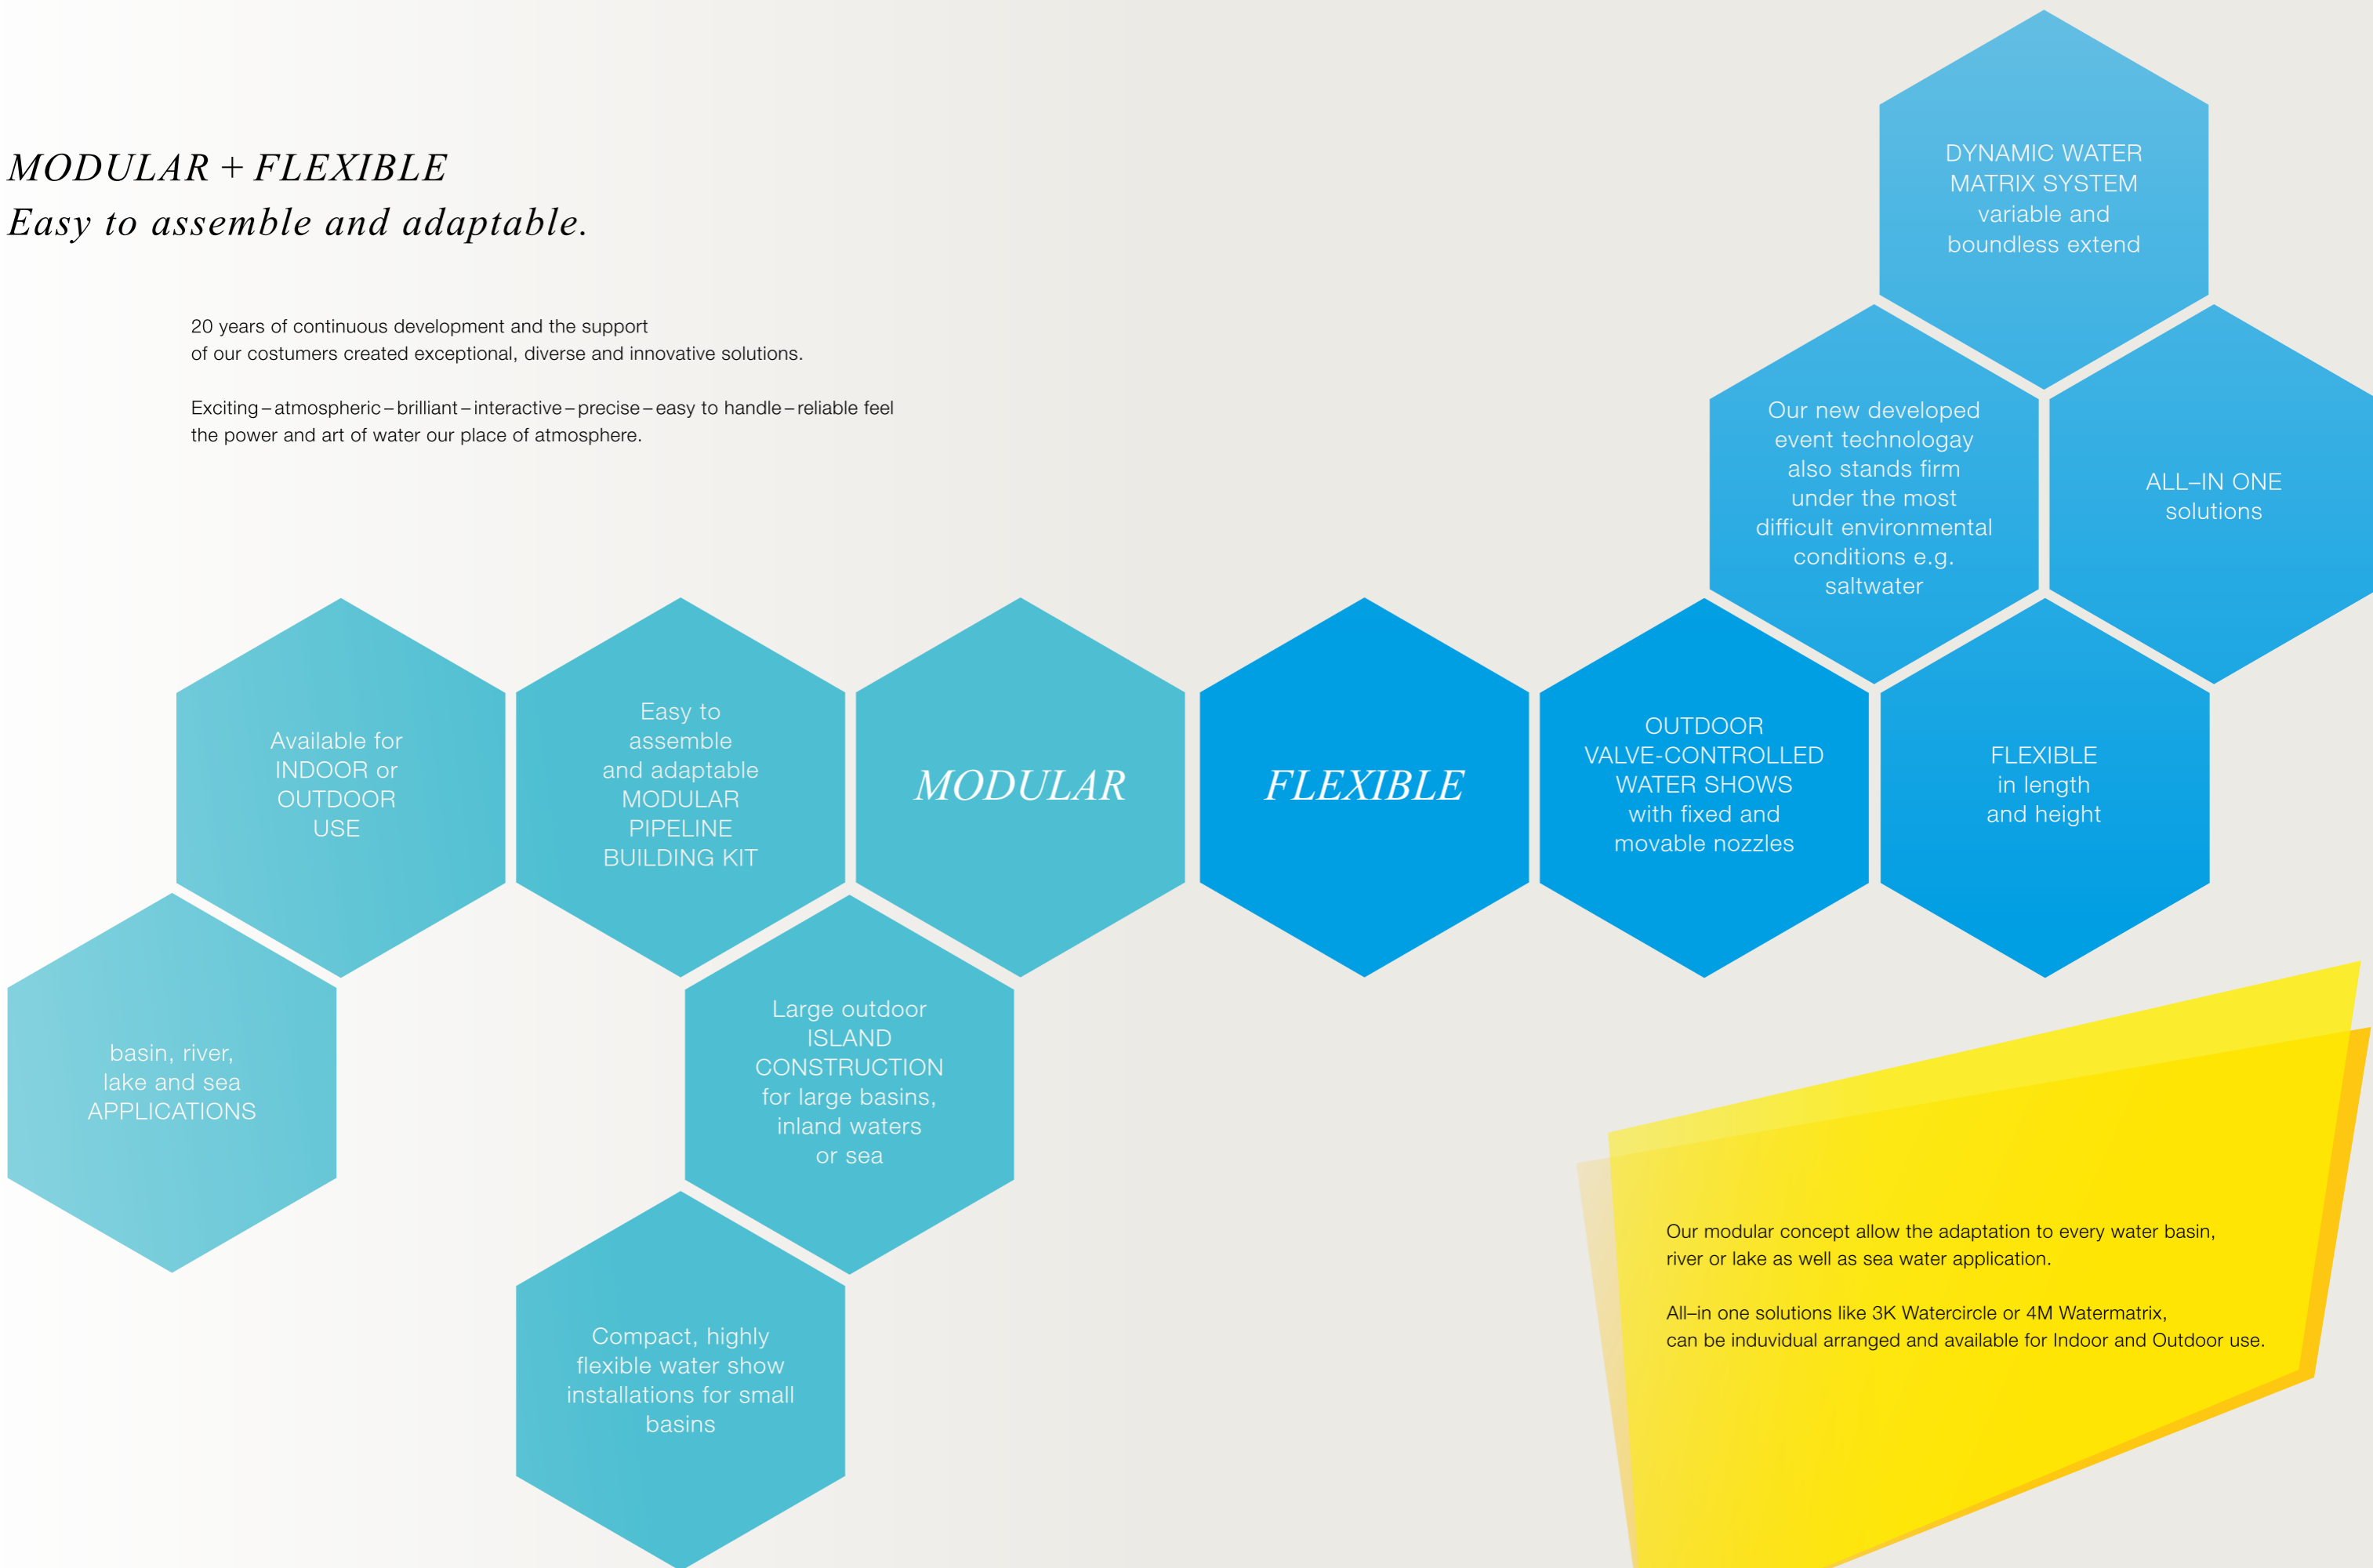 MODULAR + FLEXIBLE
Easy to assemble and adaptable.
20 years of continuous development and the support
of our costumers created exceptional, diverse and innovative solutions.
Exciting – atmospheric – brilliant – interactive – precise – easy to handle – reliable feel
the power and art of water our place of atmosphere.
DYNAMIC WATER
MATRIX SYSTEM
variable and
boundless extend
Our new developed
event technologay
also stands firm
under the most
difficult environmental
conditions e.g.
saltwater
ALL–IN ONE
solutions
Available for
INDOOR or
OUTDOOR
USE
Easy to
assemble
and adaptable
MODULAR
PIPELINE
BUILDING KIT
MODULAR
FLEXIBLE
OUTDOOR
VALVE-CONTROLLED
WATER SHOWS
with fixed and
movable nozzles
FLEXIBLE
in length
and height
basin, river,
lake and sea
APPLICATIONS
Large outdoor
ISLAND
CONSTRUCTION
for large basins,
inland waters
or sea
Compact, highly
flexible water show
installations for small
basins
Our modular concept allow the adaptation to every water basin,
river or lake as well as sea water application.
All–in one solutions like 3K Watercircle or 4M Watermatrix,
can be induvidual arranged and available for Indoor and Outdoor use.